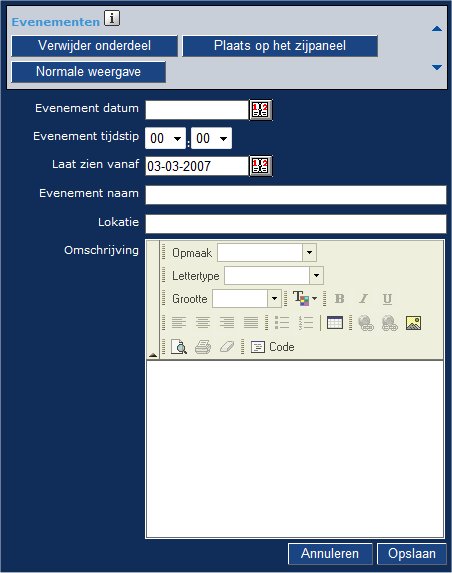 Evenementen i
Verwijder onderdeel Plaats op het zijpaneel
Normale weergave
Evenement datum
Evenement tijdstip 00 : 00
Laat zien vanaf 03-03-2007
Evenement naam
Lokatie
Omschrijving Opmaak
Lettertype
Grootte T B I U
Code
Annuleren Opslaan